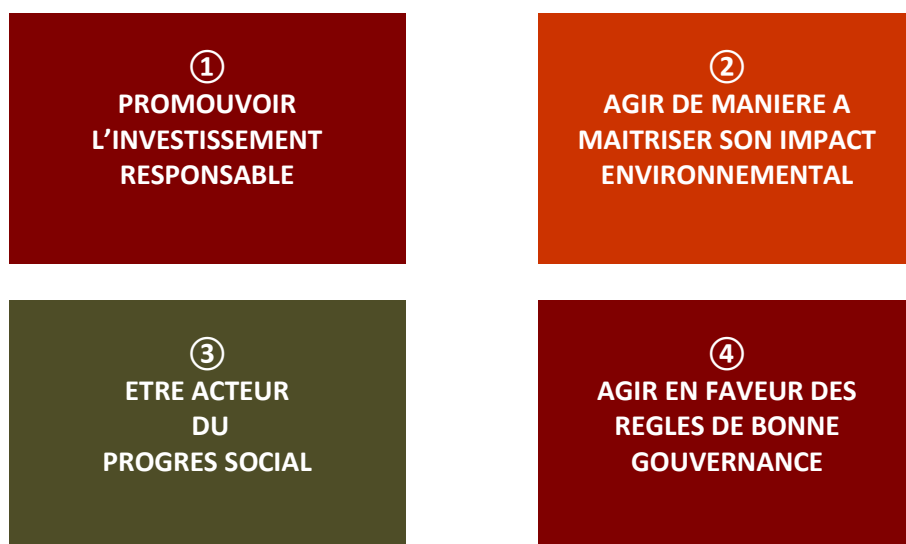 ①
PROMOUVOIR
L’INVESTISSEMENT
RESPONSABLE
②
AGIR DE MANIERE A
MAITRISER SON IMPACT
ENVIRONNEMENTAL
③
ETRE ACTEUR
DU
PROGRES SOCIAL
④
AGIR EN FAVEUR DES
REGLES DE BONNE
GOUVERNANCE